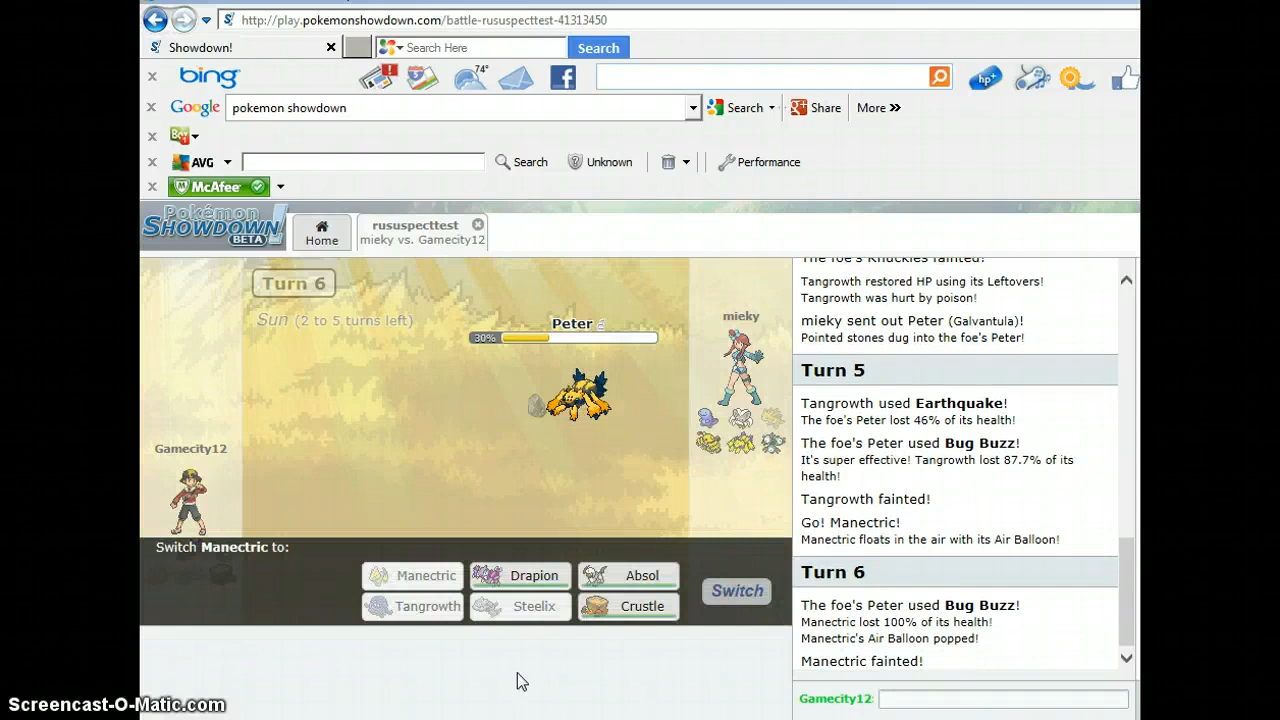 http://play.pokemonshowdown.com/battle-rususpecttest-41313450
Showdown!
Search Here
Search
bing
74°
hp+
Google
pokemon showdown
Search
Share
More
AVG
Search
Unknown
Performance
McAfee
Pokémon
SHOWDOWN!
BETA
Home
rususpecttest
mieky vs. Gamecity12
Turn 6
Sun (2 to 5 turns left)
Peter
30%
mieky
Gamecity12
Switch Manectric to:
Manectric
Drapion
Absol
Tangrowth
Steelix
Crustle
Switch
The foe's Knuckles fainted!
Tangrowth restored HP using its Leftovers!
Tangrowth was hurt by poison!
mieky sent out Peter (Galvantula)!
Pointed stones dug into the foe's Peter!
Turn 5
Tangrowth used Earthquake!
The foe's Peter lost 46% of its health!
The foe's Peter used Bug Buzz!
It's super effective! Tangrowth lost 87.7% of its
health!
Tangrowth fainted!
Go! Manectric!
Manectric floats in the air with its Air Balloon!
Turn 6
The foe's Peter used Bug Buzz!
Manectric lost 100% of its health!
Manectric's Air Balloon popped!
Manectric fainted!
Gamecity12:
Screencast-O-Matic.com